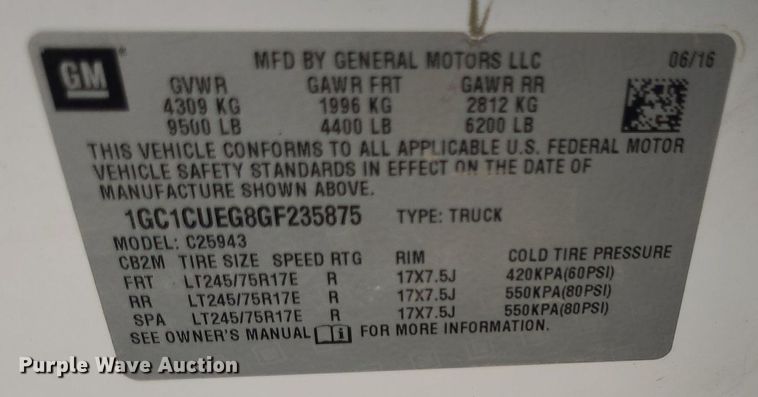 GM
MFD BY GENERAL MOTORS LLC 06/16
GVWR GAWR FRT GAWR RR
4309 KG 1996 KG 2812 KG
9500 LB 4400 LB 6200 LB
THIS VEHICLE CONFORMS TO ALL APPLICABLE U.S. FEDERAL MOTOR
VEHICLE SAFETY STANDARDS IN EFFECT ON THE DATE OF
MANUFACTURE SHOWN ABOVE.
1GC1CUEG8GF235875 TYPE: TRUCK
MODEL: C25943
CB2M TIRE SIZE SPEED RTG RIM COLD TIRE PRESSURE
FRT LT245/75R17E R 17X7.5J 420KPA(60PSI)
RR LT245/75R17E R 17X7.5J 550KPA(80PSI)
SPA LT245/75R17E R 17X7.5J 550KPA(80PSI)
SEE OWNER'S MANUAL FOR MORE INFORMATION.
Purple Wave Auction